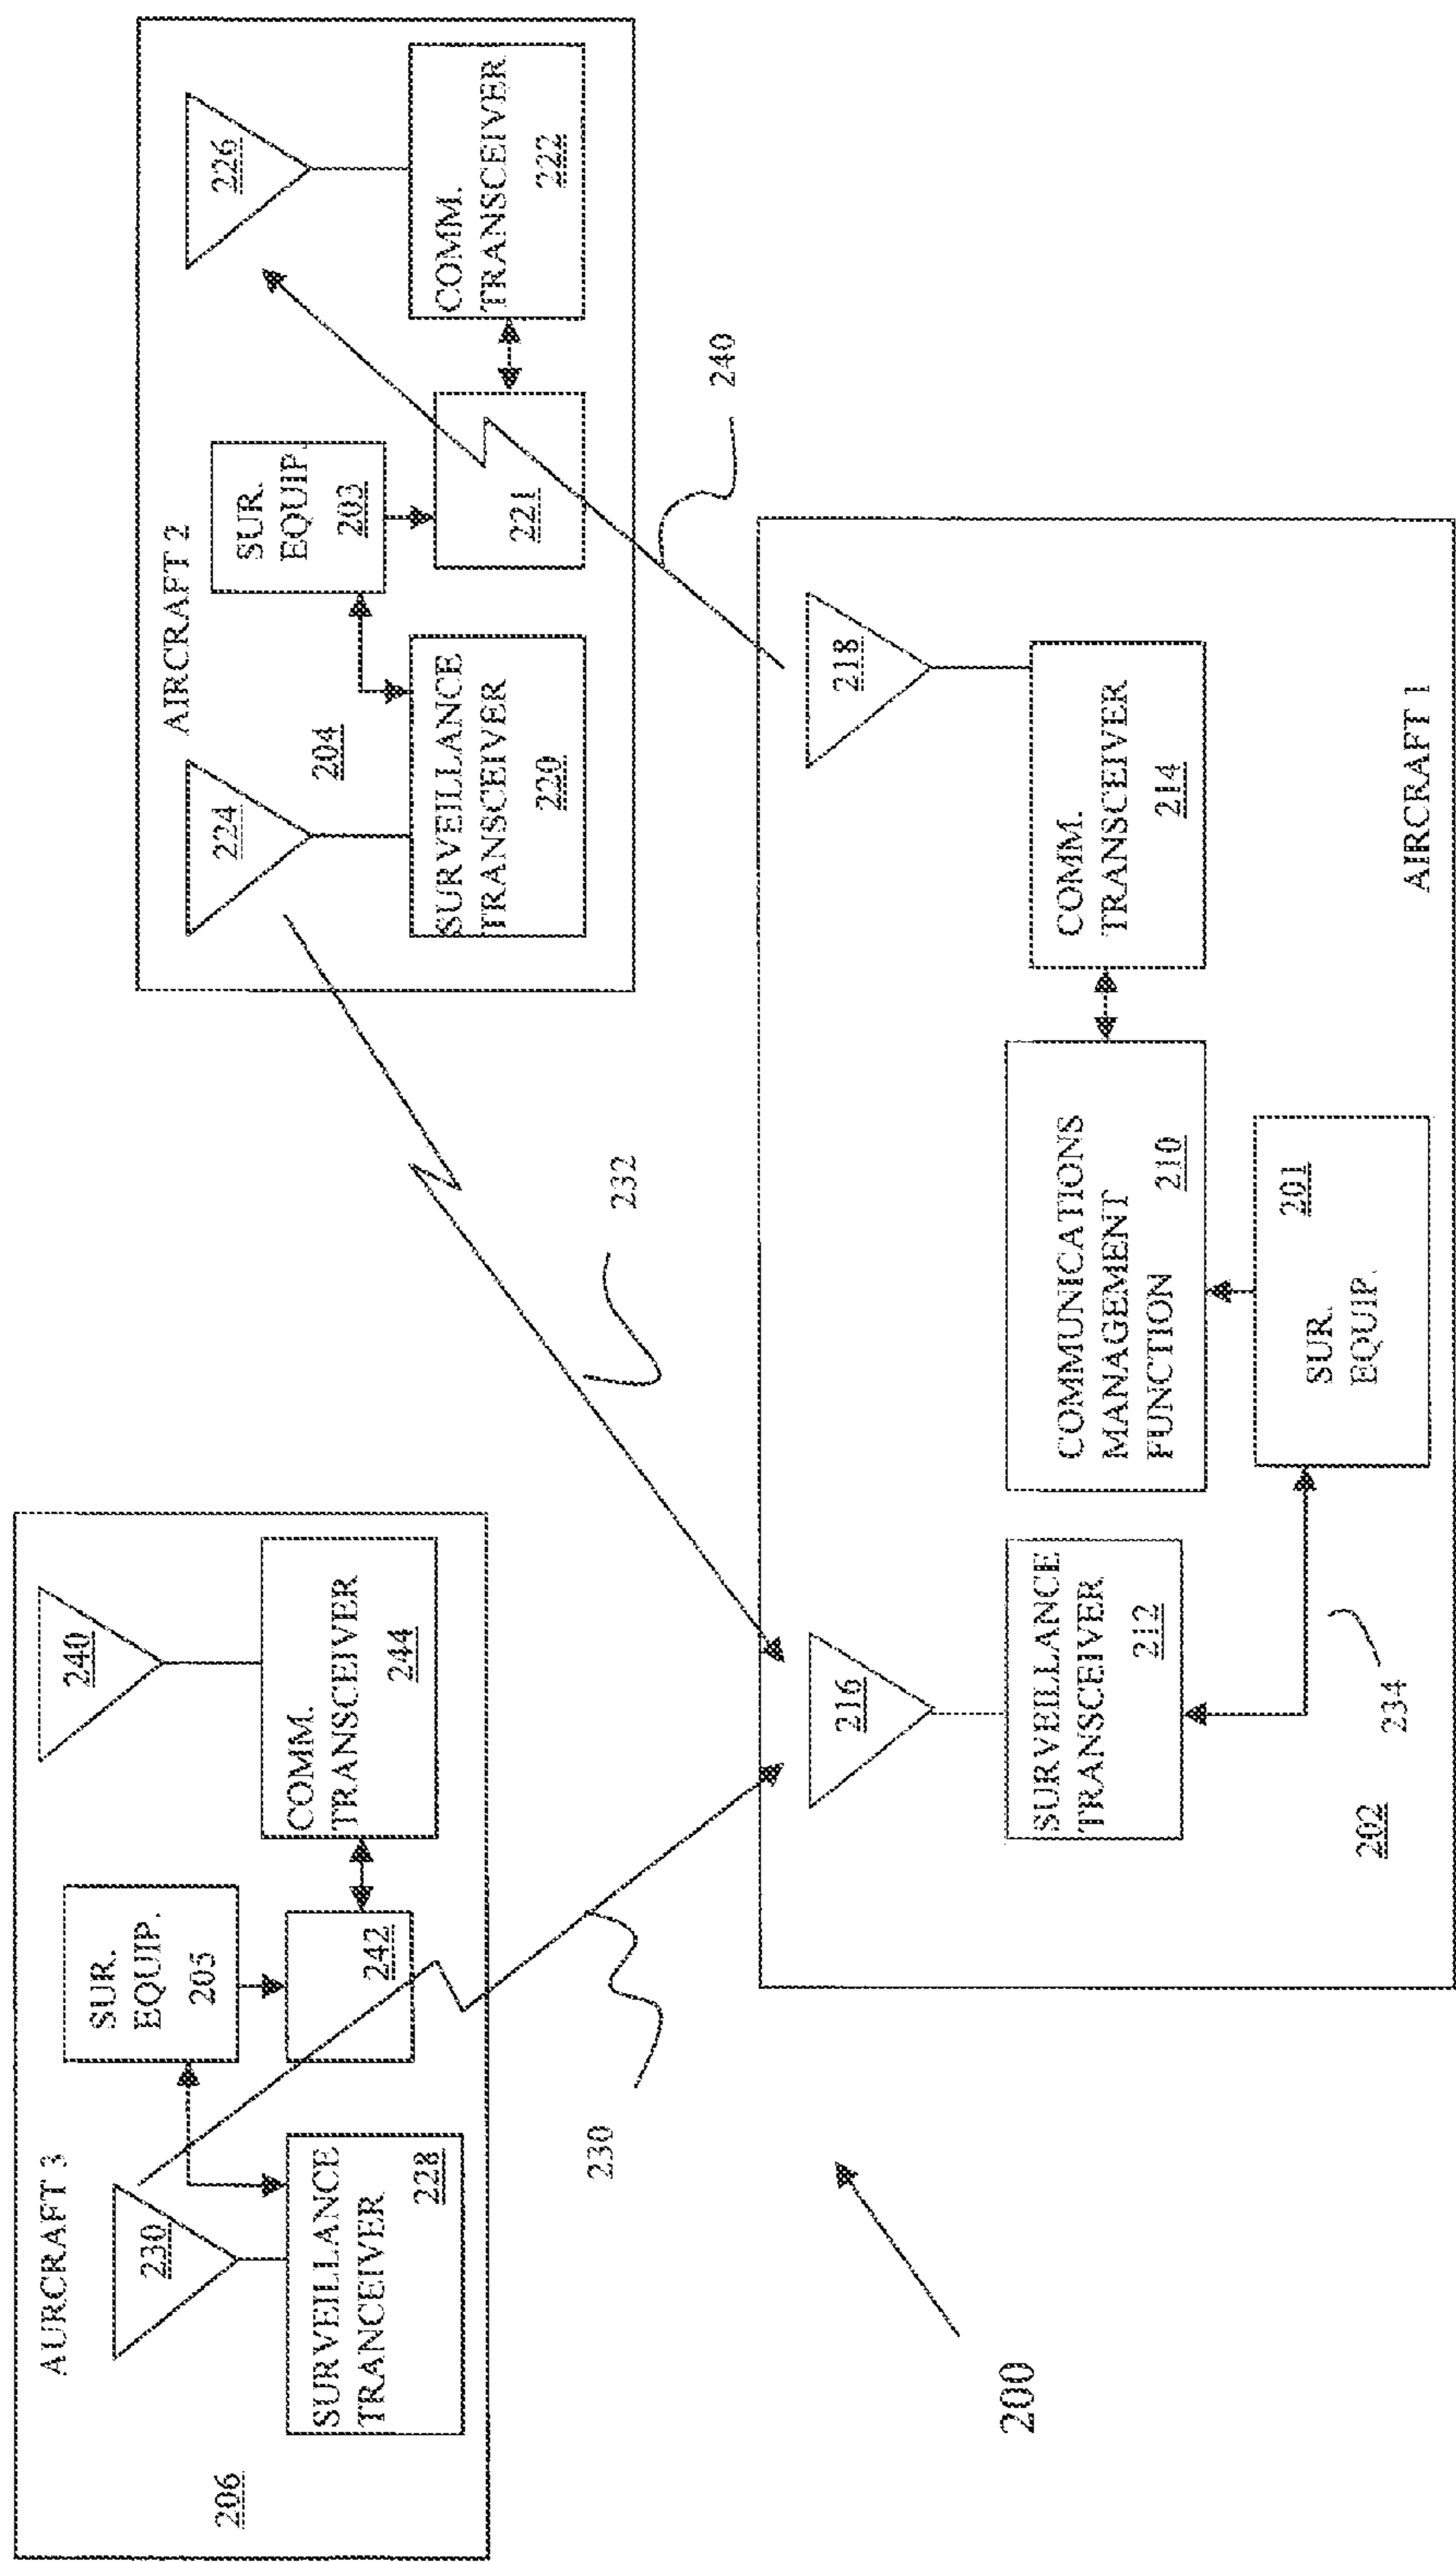 AURCRAFT 3
206
230
SURVEILLANCE
TRANCEIVER
228
SUR.
EQUIP.
205
242
240
COMM.
TRANSCEIVER
244
AIRCRAFT 2
204
224
SURVEILLANCE
TRANSCEIVER
220
SUR.
EQUIP.
203
221
226
COMM.
TRANSCEIVER
222
230
232
240
200
202
216
SURVEILLANCE
TRANSCEIVER
212
234
COMMUNICATIONS
MANAGEMENT
FUNCTION
210
201
SUR.
EQUIP.
218
COMM.
TRANSCEIVER
214
AIRCRAFT 1